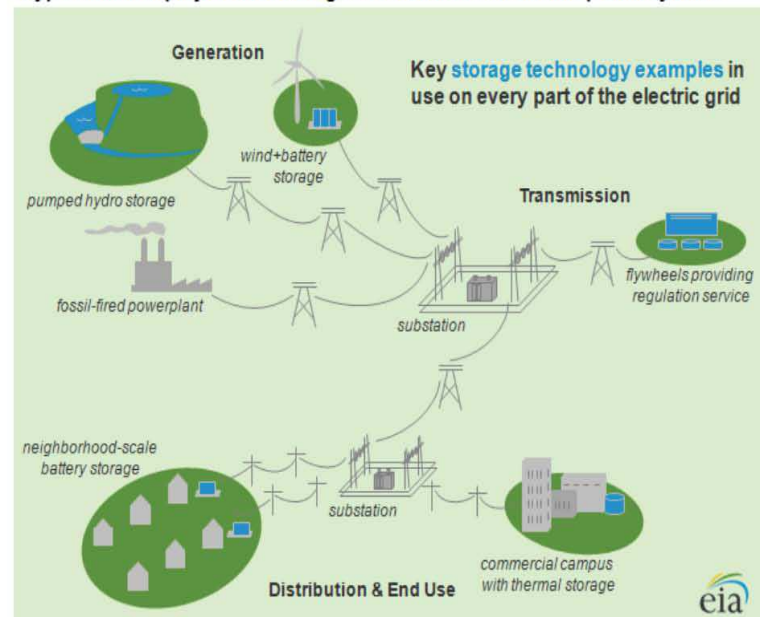 Generation
Key storage technology examples in
use on every part of the electric grid
wind+battery
storage
pumped hydro storage
Transmission
flywheels providing
regulation service
fossil-fired powerplant
substation
neighborhood-scale
battery storage
substation
commercial campus
with thermal storage
Distribution & End Use
eia